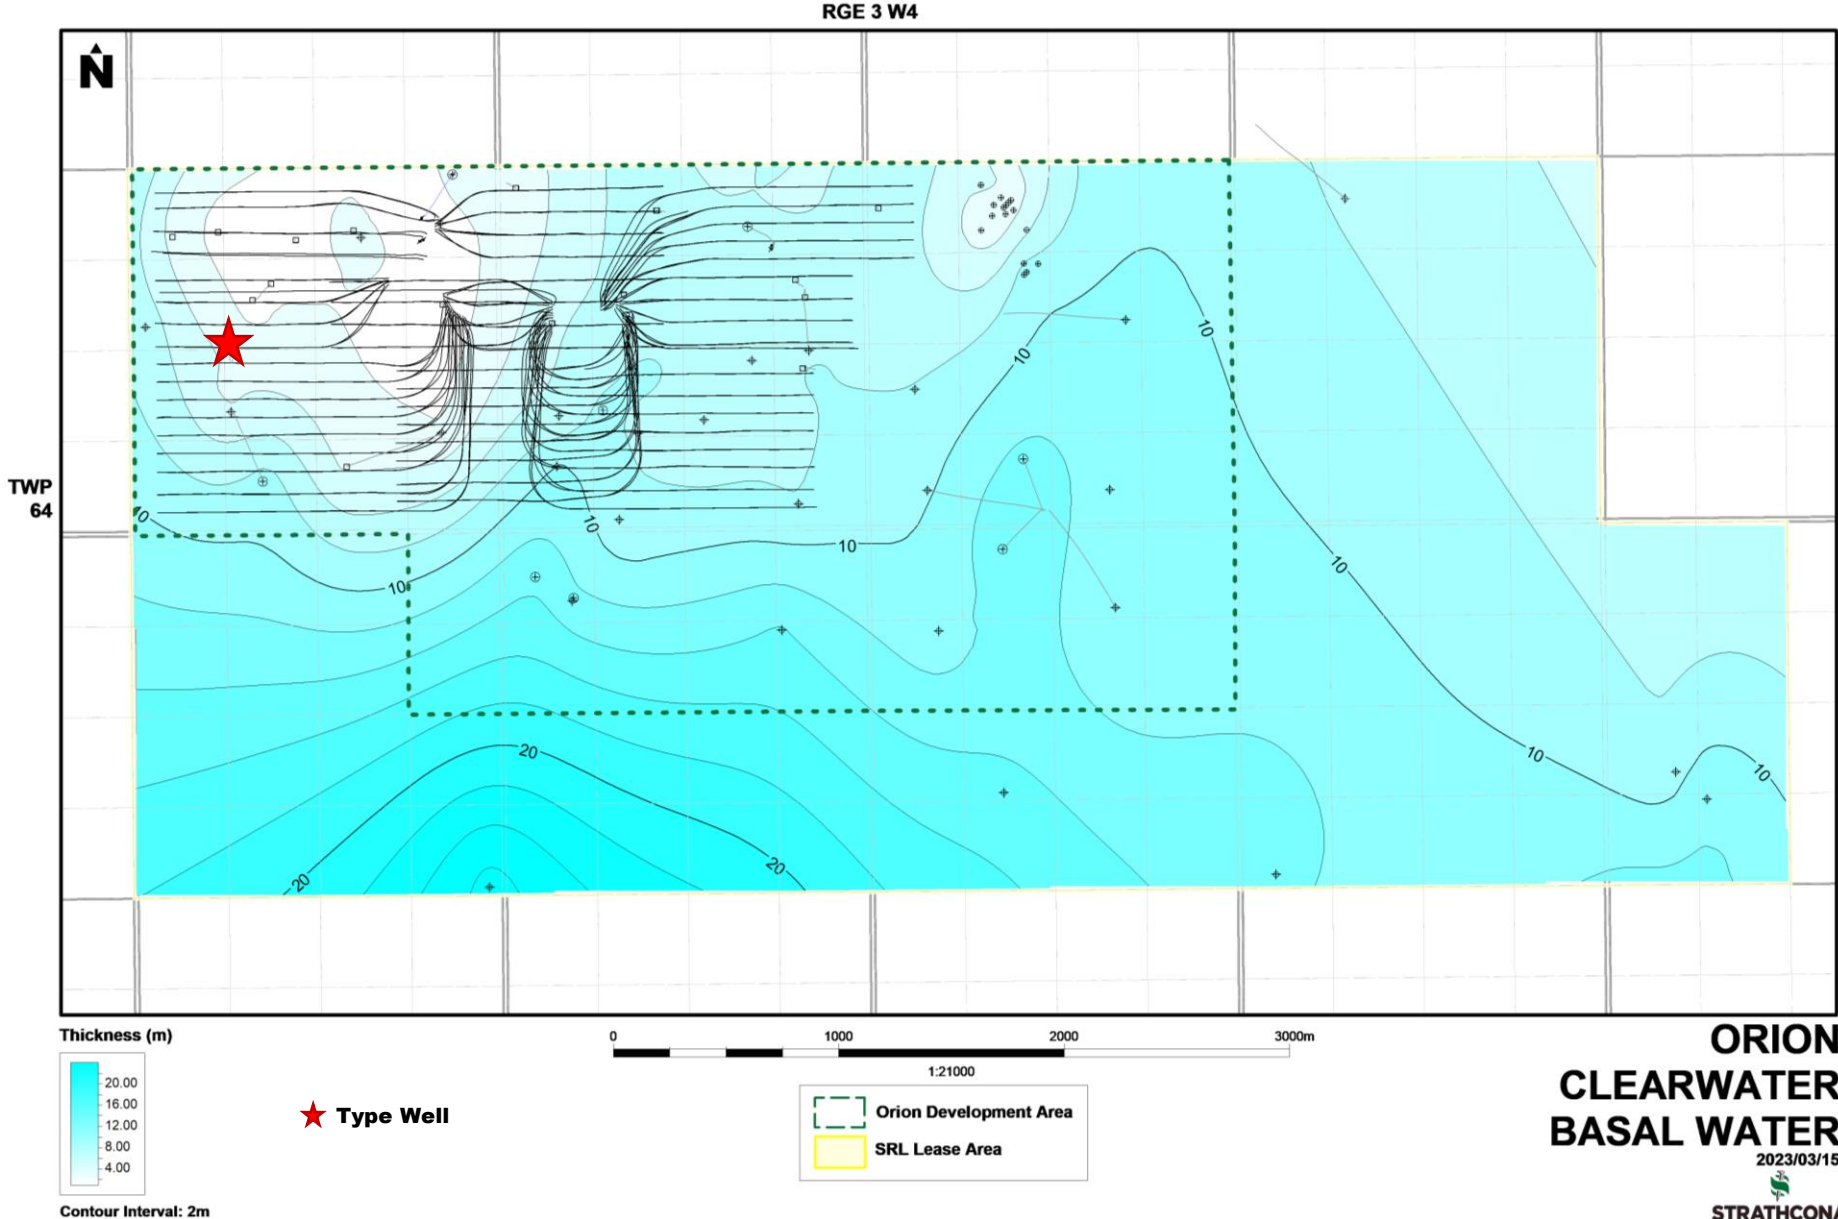 RGE 3 W4
N
TWP
64
10
10
10
10
10
10
10
10
10
20
20
20
Thickness (m)
20.00
16.00
12.00
8.00
4.00
Contour Interval: 2m
Type Well
0 1000 2000 3000m
1:21000
Orion Development Area
SRL Lease Area
ORION
CLEARWATER
BASAL WATER
2023/03/15
STRATHCONA